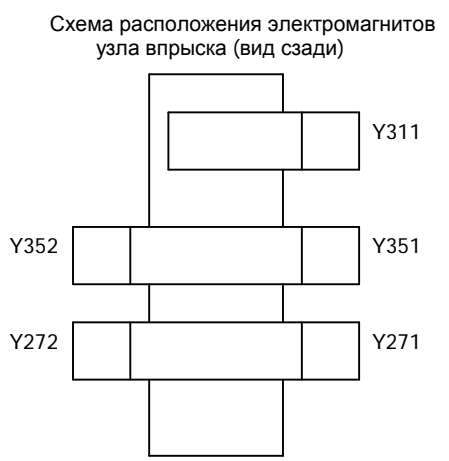 Схема расположения электромагнитов
узла впрыска (вид сзади)
Y311
Y352 Y351
Y272 Y271